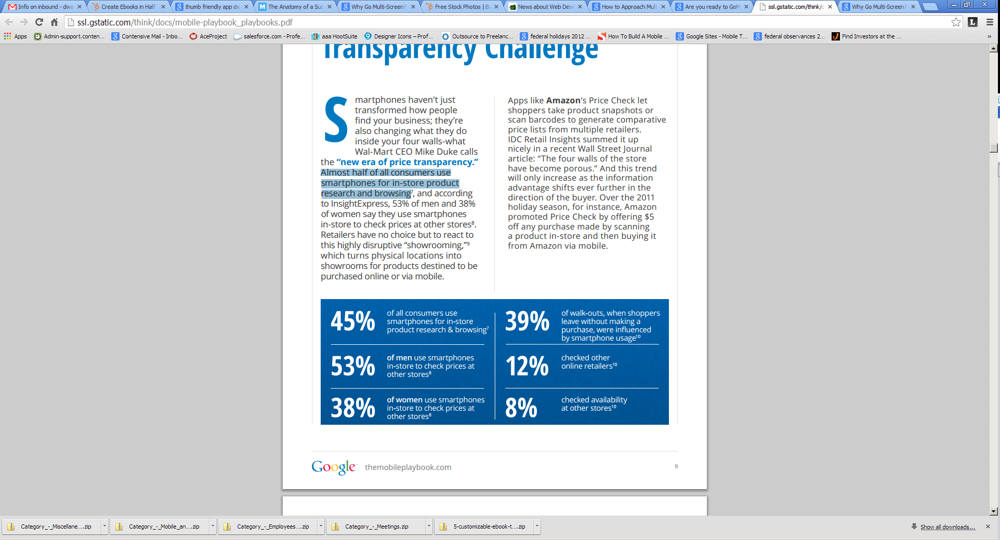 Info on inbound - dwa
Create Ebooks in Half
thumb friendly app de
The Anatomy of a Suc
Why Go Multi-Screen?
Free Stock Photos | Bu
News about Web Deve
How to Approach Mult
Are you ready to GoM
ssl.gstatic.com/think/d
Why Go Multi-Screen?
ssl.gstatic.com/think/docs/mobile-playbook_playbooks.pdf
Apps
Admin-support.conten...
Contensive Mail - Inbo...
AceProject
salesforce.com - Profe...
aaa HootSuite
Designer Icons – Prof...
Outsource to Freelanc...
federal holidays 2012 ...
How To Build A Mobile ...
Google Sites - Mobile T...
federal observances 2...
Find Investors at the ...
»
Transparency Challenge
Smartphones haven't just
transformed how people
find your business; they're
also changing what they do
inside your four walls-what
Wal-Mart CEO Mike Duke calls
the “new era of price transparency.”
Almost half of all consumers use
smartphones for in-store product
research and browsing⁷, and according
to InsightExpress, 53% of men and 38%
of women say they use smartphones
in-store to check prices at other stores⁸.
Retailers have no choice but to react to
this highly disruptive “showrooming,”⁹
which turns physical locations into
showrooms for products destined to be
purchased online or via mobile.
Apps like Amazon's Price Check let
shoppers take product snapshots or
scan barcodes to generate comparative
price lists from multiple retailers.
IDC Retail Insights summed it up
nicely in a recent Wall Street Journal
article: “The four walls of the store
have become porous.” And this trend
will only increase as the information
advantage shifts ever further in the
direction of the buyer. Over the 2011
holiday season, for instance, Amazon
promoted Price Check by offering $5
off any purchase made by scanning
a product in-store and then buying it
from Amazon via mobile.
45%
of all consumers use
smartphones for in-store
product research & browsing⁷
53%
of men use smartphones
in-store to check prices at
other stores⁸
38%
of women use smartphones
in-store to check prices at
other stores⁸
39%
of walk-outs, when shoppers
leave without making a
purchase, were influenced
by smartphone usage¹⁰
12%
checked other
online retailers¹⁰
8%
checked availability
at other stores¹⁰
Google
themobileplaybook.com
9
Category_-_Miscellane....zip
Category_-_Mobile_an....zip
Category_-_Employees....zip
Category_-_Meetings.zip
5-customizable-ebook-t....zip
Show all downloads...